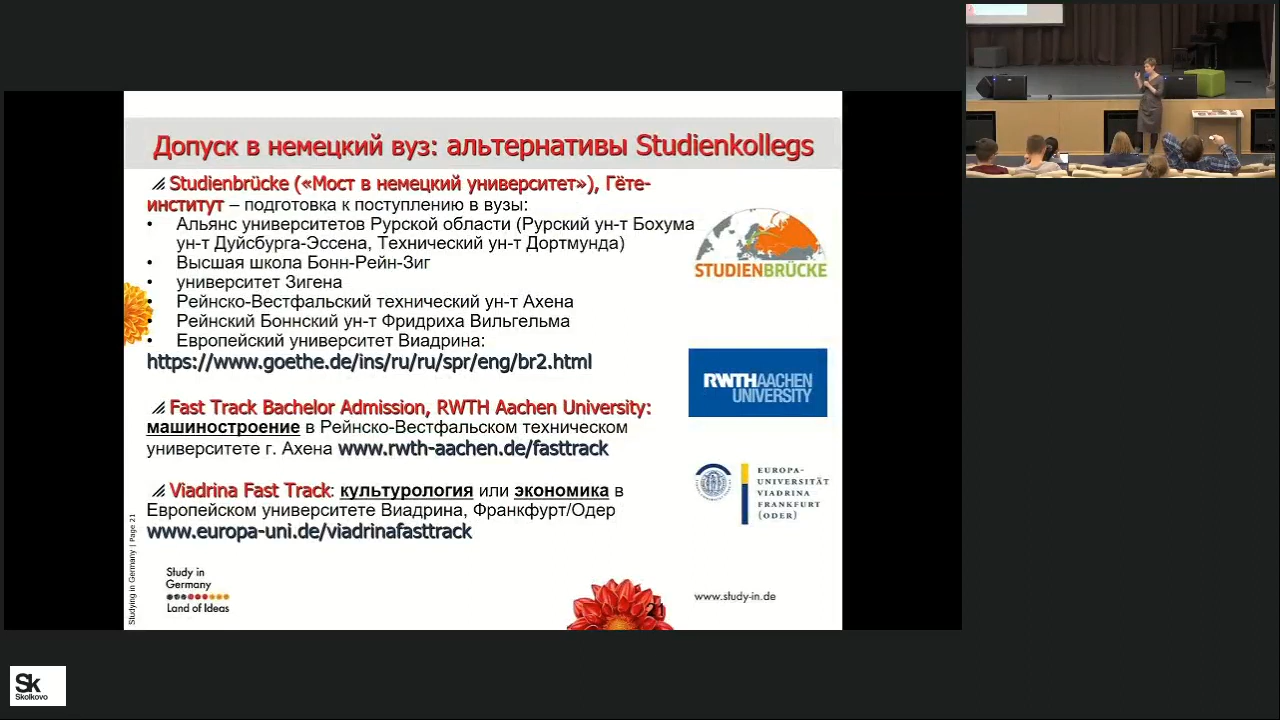 Допуск в немецкий вуз: альтернативы Studienkollegs
Studienbrücke («Мост в немецкий университет»), Гёте-
институт – подготовка к поступлению в вузы:
• Альянс университетов Рурской области (Рурский ун-т Бохума
ун-т Дуйсбурга-Эссена, Технический ун-т Дортмунда)
• Высшая школа Бонн-Рейн-Зиг
• университет Зигена
• Рейнско-Вестфальский технический ун-т Ахена
• Рейнский Боннский ун-т Фридриха Вильгельма
• Европейский университет Виадрина:
https://www.goethe.de/ins/ru/ru/spr/eng/br2.html
Fast Track Bachelor Admission, RWTH Aachen University:
машиностроение в Рейнско-Вестфальском техническом
университете г. Ахена www.rwth-aachen.de/fasttrack
Viadrina Fast Track: культурология или экономика в
Европейском университете Виадрина, Франкфурт/Одер
www.europa-uni.de/viadrinafasttrack
STUDIENBRÜCKE
RWTHAACHEN
UNIVERSITY
EUROPA-
UNIVERSITÄT
VIADRINA
FRANKFURT
(ODER)
Studying in Germany | Page 21
Study in
Germany
Land of Ideas
21
www.study-in.de
Sk
Skolkovo